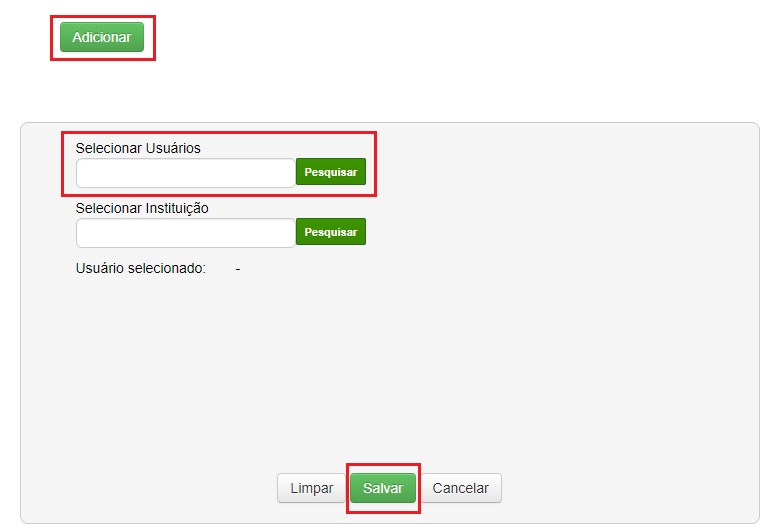 Adicionar
Selecionar Usuários
Pesquisar
Selecionar Instituição
Pesquisar
Usuário selecionado: -
Limpar Salvar Cancelar